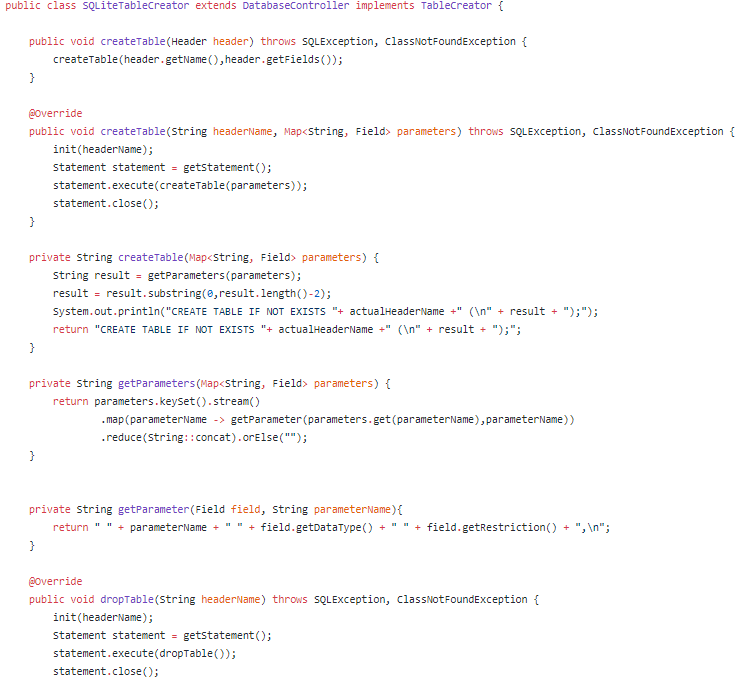 public class SQLiteTableCreator extends DatabaseController implements TableCreator {
    public void createTable(Header header) throws SQLException, ClassNotFoundException {
        createTable(header.getName(),header.getFields());
    }
    @Override
    public void createTable(String headerName, Map<String, Field> parameters) throws SQLException, ClassNotFoundException {
        init(headerName);
        Statement statement = getStatement();
        statement.execute(createTable(parameters));
        statement.close();
    }
    private String createTable(Map<String, Field> parameters) {
        String result = getParameters(parameters);
        result = result.substring(0,result.length()-2);
        System.out.println("CREATE TABLE IF NOT EXISTS "+ actualHeaderName +" (\n" + result + ");");
        return "CREATE TABLE IF NOT EXISTS "+ actualHeaderName +" (\n" + result + ");";
    }
    private String getParameters(Map<String, Field> parameters) {
        return parameters.keySet().stream()
                .map(parameterName -> getParameter(parameters.get(parameterName),parameterName))
                .reduce(String::concat).orElse("");
    }
    private String getParameter(Field field, String parameterName){
        return " " + parameterName + " " + field.getDataType() + " " + field.getRestriction() + ",\n";
    }
    @Override
    public void dropTable(String headerName) throws SQLException, ClassNotFoundException {
        init(headerName);
        Statement statement = getStatement();
        statement.execute(dropTable());
        statement.close();